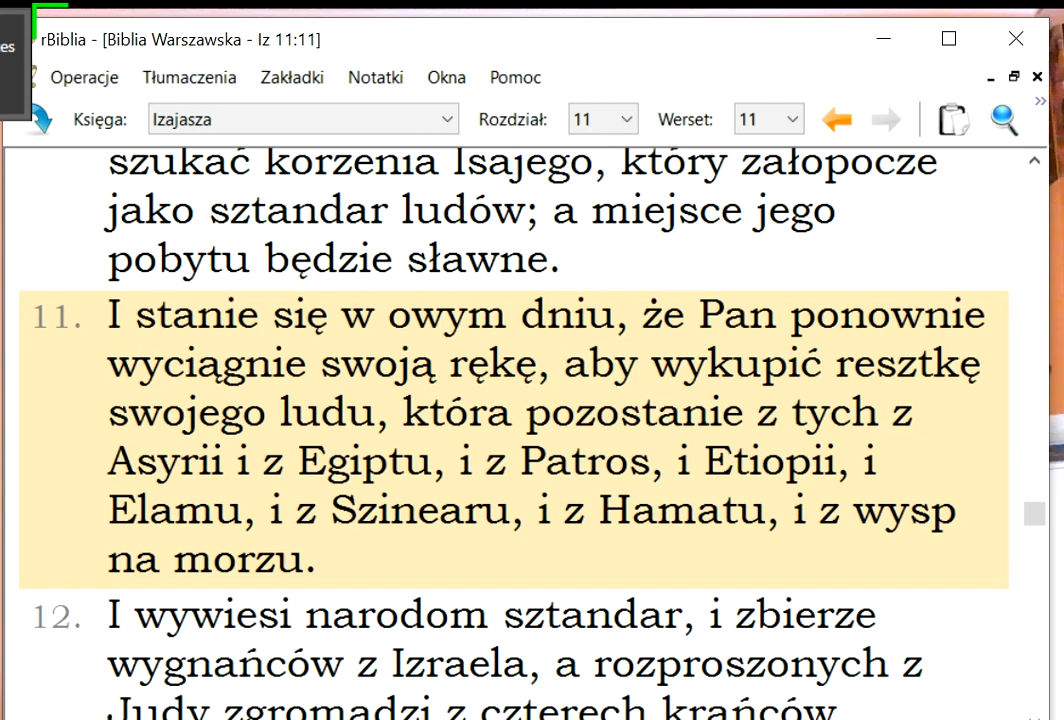 es
rBiblia - [Biblia Warszawska - Iz 11:11]
Operacje Tłumaczenia Zakładki Notatki Okna Pomoc
Księga: Izajasza Rozdział: 11 Werset: 11
szukać korzenia Isajego, który załopocze
jako sztandar ludów; a miejsce jego
pobytu będzie sławne.
11. I stanie się w owym dniu, że Pan ponownie
wyciągnie swoją rękę, aby wykupić resztkę
swojego ludu, która pozostanie z tych z
Asyrii i z Egiptu, i z Patros, i Etiopii, i
Elamu, i z Szinearu, i z Hamatu, i z wysp
na morzu.
12. I wywiesi narodom sztandar, i zbierze
wygnańców z Izraela, a rozproszonych z
Judy zgromadzi z czterech krańców